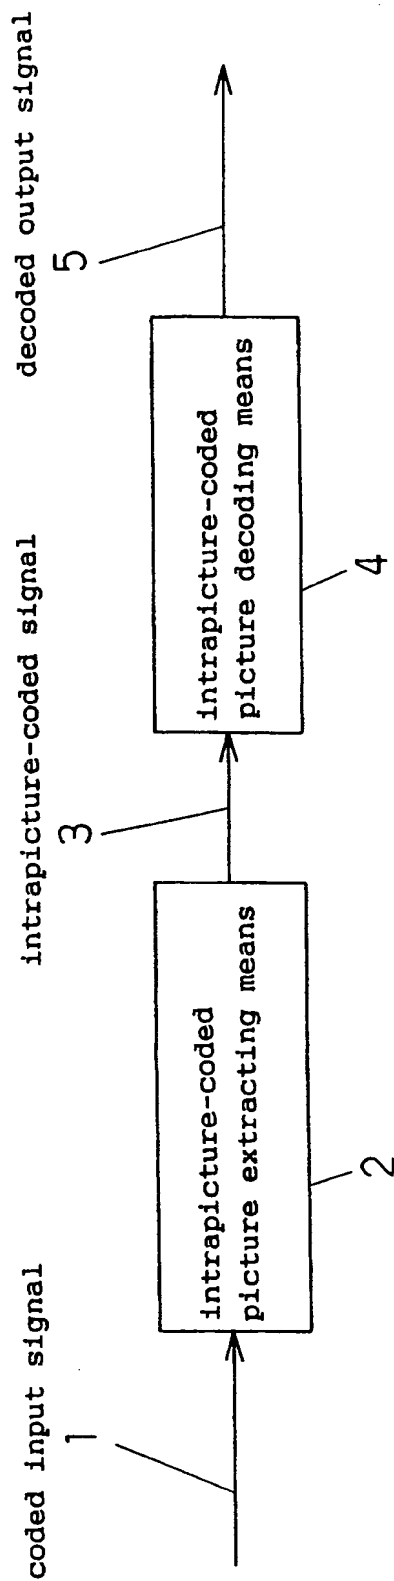 coded input signal
1
intrapicture-coded
picture extracting means
2
intrapicture-coded signal
3
intrapicture-coded
picture decoding means
4
decoded output signal
5